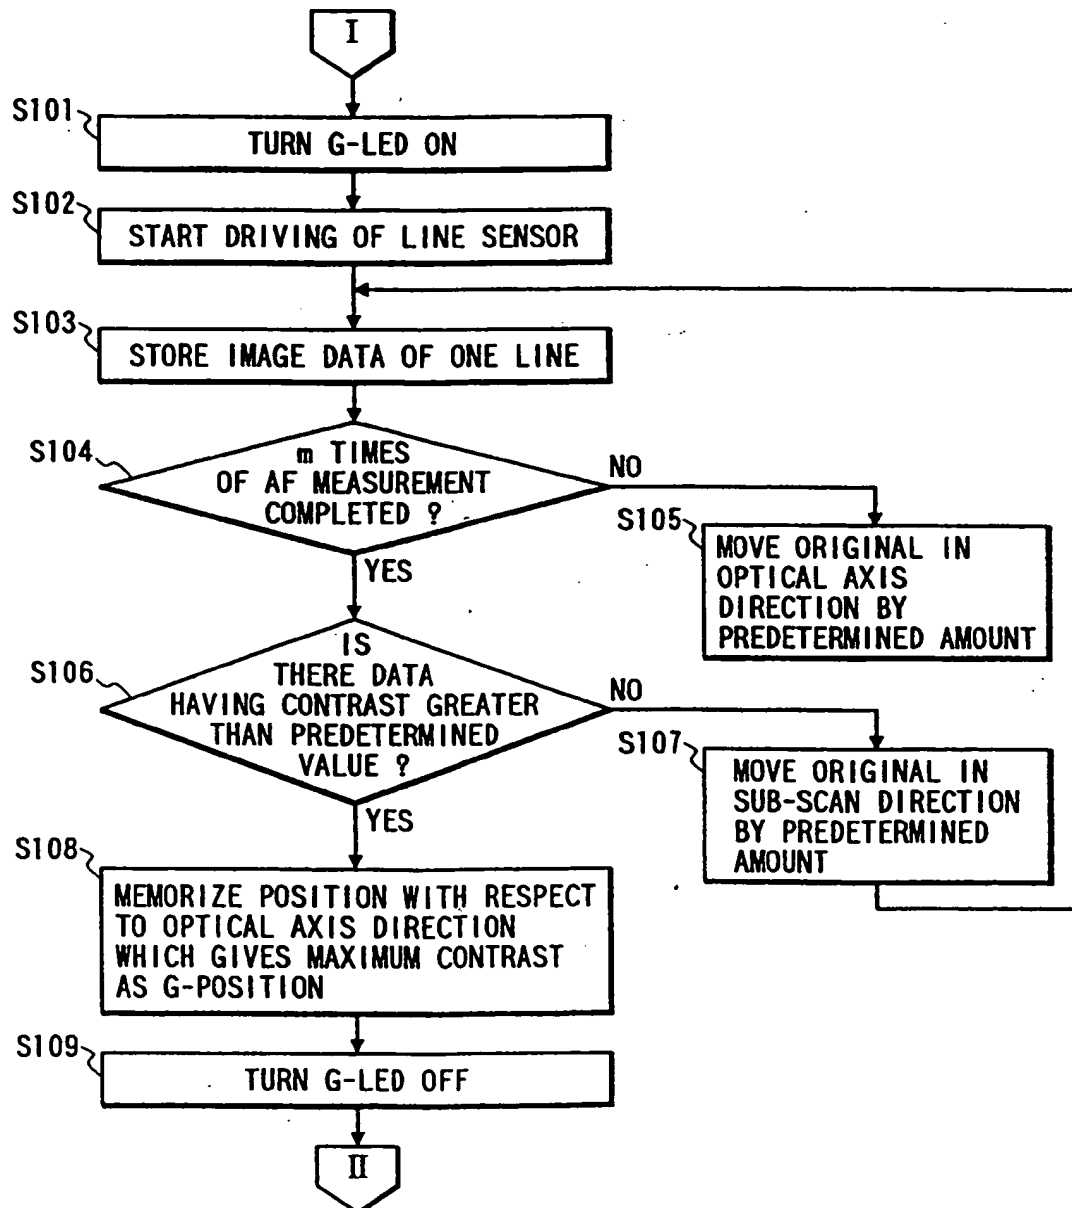 I
S101
TURN G-LED ON
S102
START DRIVING OF LINE SENSOR
S103
STORE IMAGE DATA OF ONE LINE
S104
m TIMES
OF AF MEASUREMENT
COMPLETED ?
NO
YES
S105
MOVE ORIGINAL IN
OPTICAL AXIS
DIRECTION BY
PREDETERMINED AMOUNT
S106
IS
THERE DATA
HAVING CONTRAST GREATER
THAN PREDETERMINED
VALUE ?
NO
YES
S107
MOVE ORIGINAL IN
SUB-SCAN DIRECTION
BY PREDETERMINED
AMOUNT
S108
MEMORIZE POSITION WITH RESPECT
TO OPTICAL AXIS DIRECTION
WHICH GIVES MAXIMUM CONTRAST
AS G-POSITION
S109
TURN G-LED OFF
II